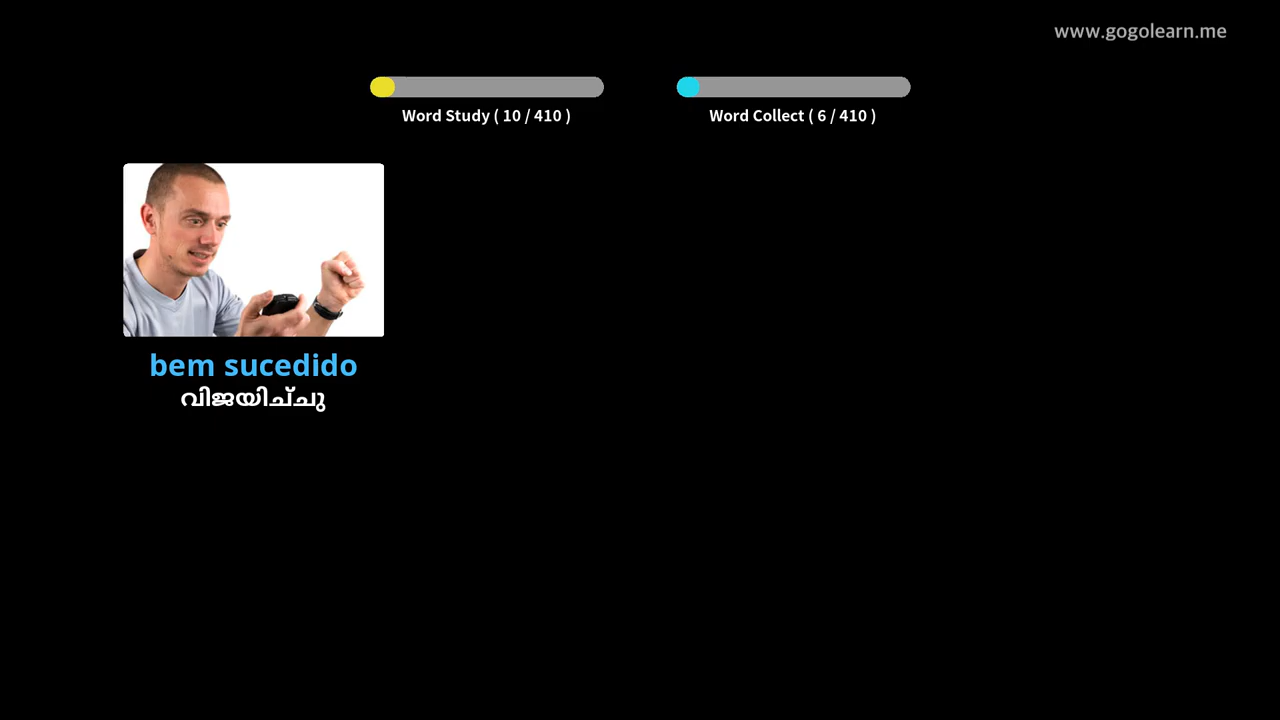 www.gogolearn.me
Word Study ( 10 / 410 )
Word Collect ( 6 / 410 )
bem sucedido
വിജയിച്ചു